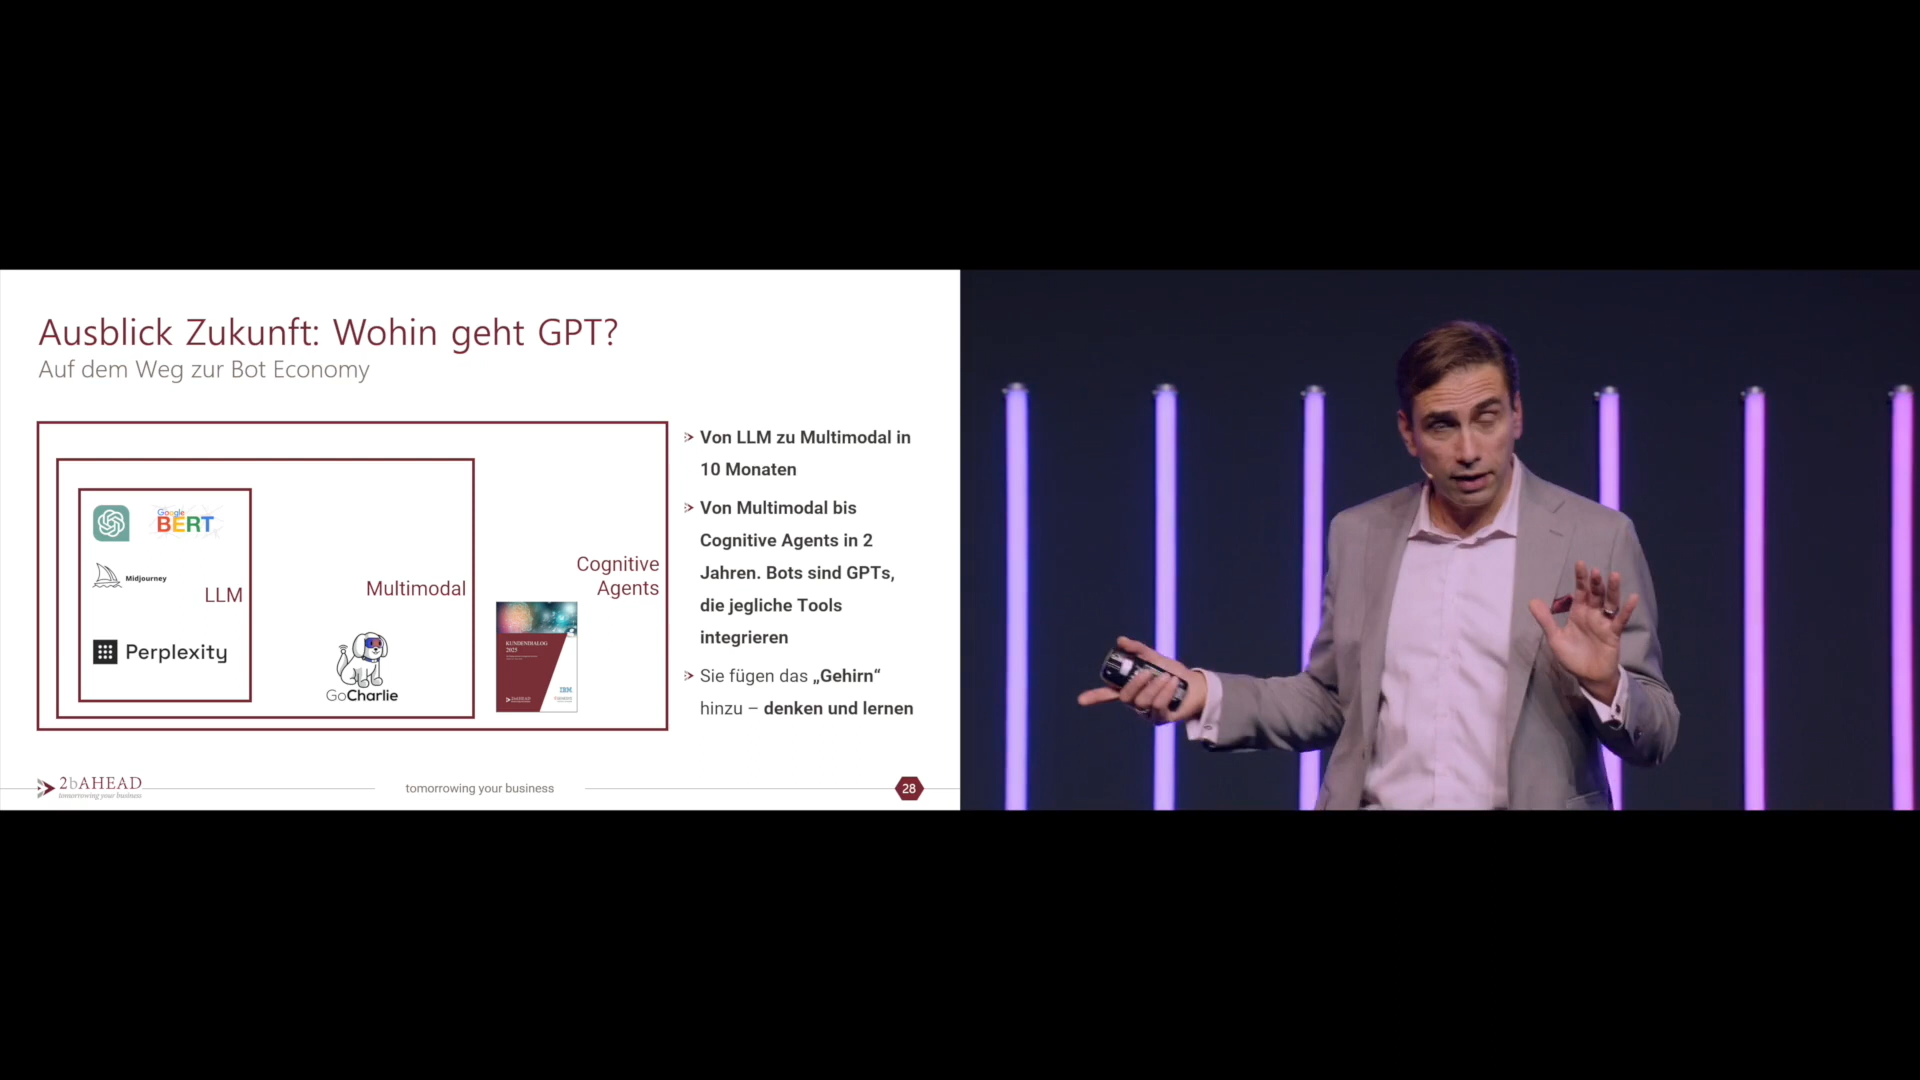 Ausblick Zukunft: Wohin geht GPT?
Auf dem Weg zur Bot Economy
Google
BERT
Midjourney
LLM
Perplexity
Multimodal
GoCharlie
Cognitive
Agents
KUNDENDIALOG
2025
IBM
Von LLM zu Multimodal in
10 Monaten
Von Multimodal bis
Cognitive Agents in 2
Jahren. Bots sind GPTs,
die jegliche Tools
integrieren
Sie fügen das „Gehirn“
hinzu – denken und lernen
2bAHEAD
tomorrowing your business
tomorrowing your business
28